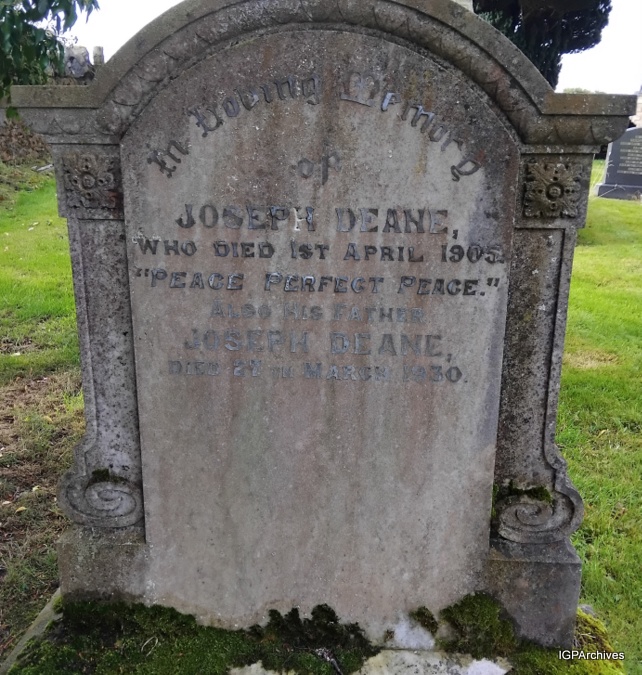 In Loving Memory
of
JOSEPH DEANE,
WHO DIED 1ST APRIL 1905.
"PEACE PERFECT PEACE."
ALSO HIS FATHER
JOSEPH DEANE,
DIED MARCH 1930.
IGPArchives